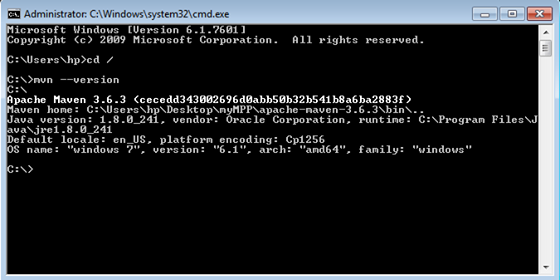 Administrator: C:\Windows\system32\cmd.exe
Microsoft Windows [Version 6.1.7601]
Copyright (c) 2009 Microsoft Corporation. All rights reserved.
C:\Users\hp>cd /
C:\>mvn --version
C:\
Apache Maven 3.6.3 (cecedd343002696d0abb50b32b541b8a6ba2883f)
Maven home: C:\Users\hp\Desktop\myMPP\apache-maven-3.6.3\bin\..
Java version: 1.8.0_241, vendor: Oracle Corporation, runtime: C:\Program Files\J
ava\jre1.8.0_241
Default locale: en_US, platform encoding: Cp1256
OS name: "windows 7", version: "6.1", arch: "amd64", family: "windows"
C:\>